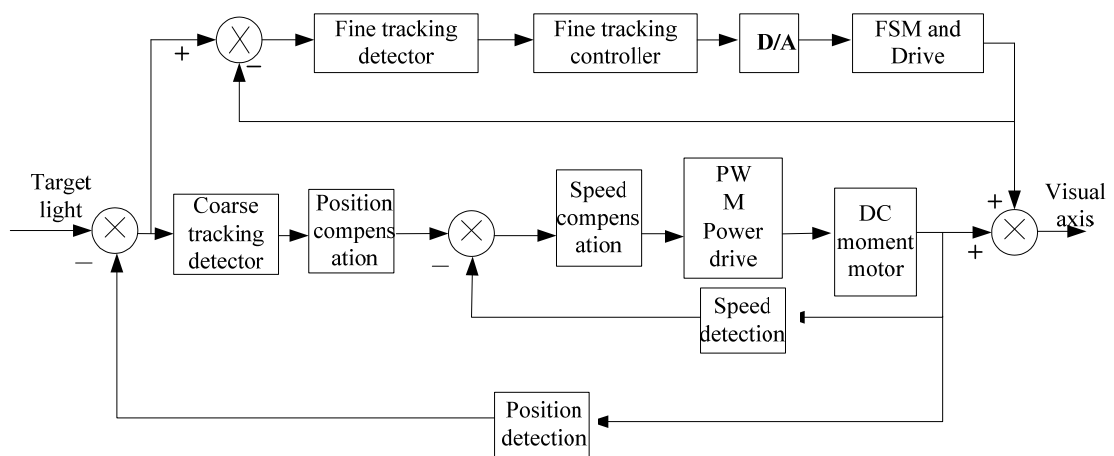 Fine tracking
detector
Fine tracking
controller
D/A
FSM and
Drive
+
−
Target
light
−
Coarse
tracking
detector
Position
compens
ation
−
Speed
compens
ation
PW
M
Power
drive
DC
moment
motor
+
+
Visual
axis
Speed
detection
Position
detection